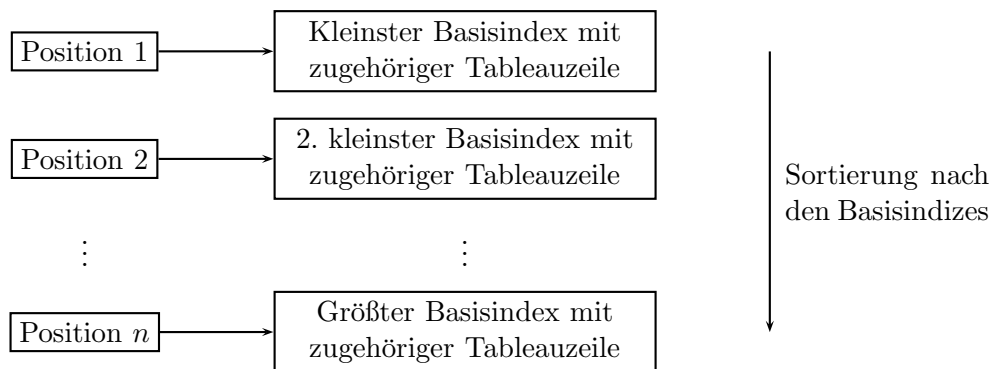 Position 1
Kleinster Basisindex mit
zugehöriger Tableauzeile
Position 2
2. kleinster Basisindex mit
zugehöriger Tableauzeile
Sortierung nach
den Basisindizes
⋮ ⋮
Position n
Größter Basisindex mit
zugehöriger Tableauzeile